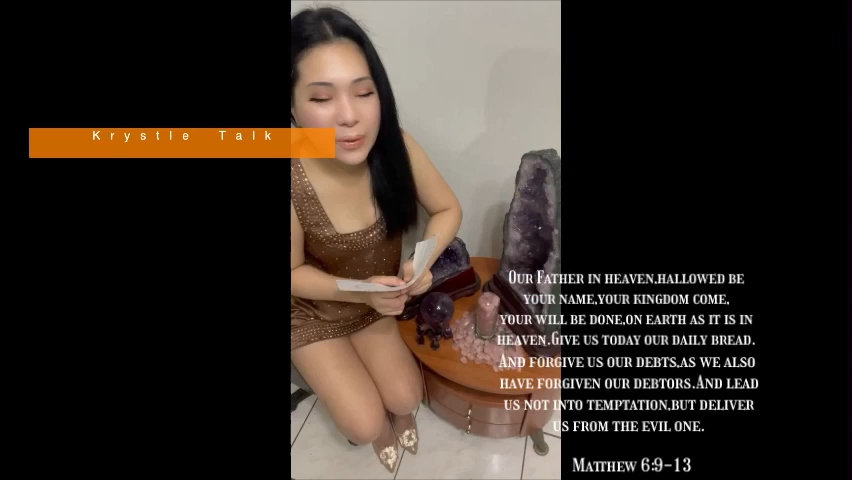 Krystle Talk
Our Father in heaven,hallowed be
your name,your kingdom come,
your will be done,on earth as it is in
heaven.Give us today our daily bread.
And forgive us our debts,as we also
have forgiven our debtors.And lead
us not into temptation,but deliver
us from the evil one.
Matthew 6:9-13